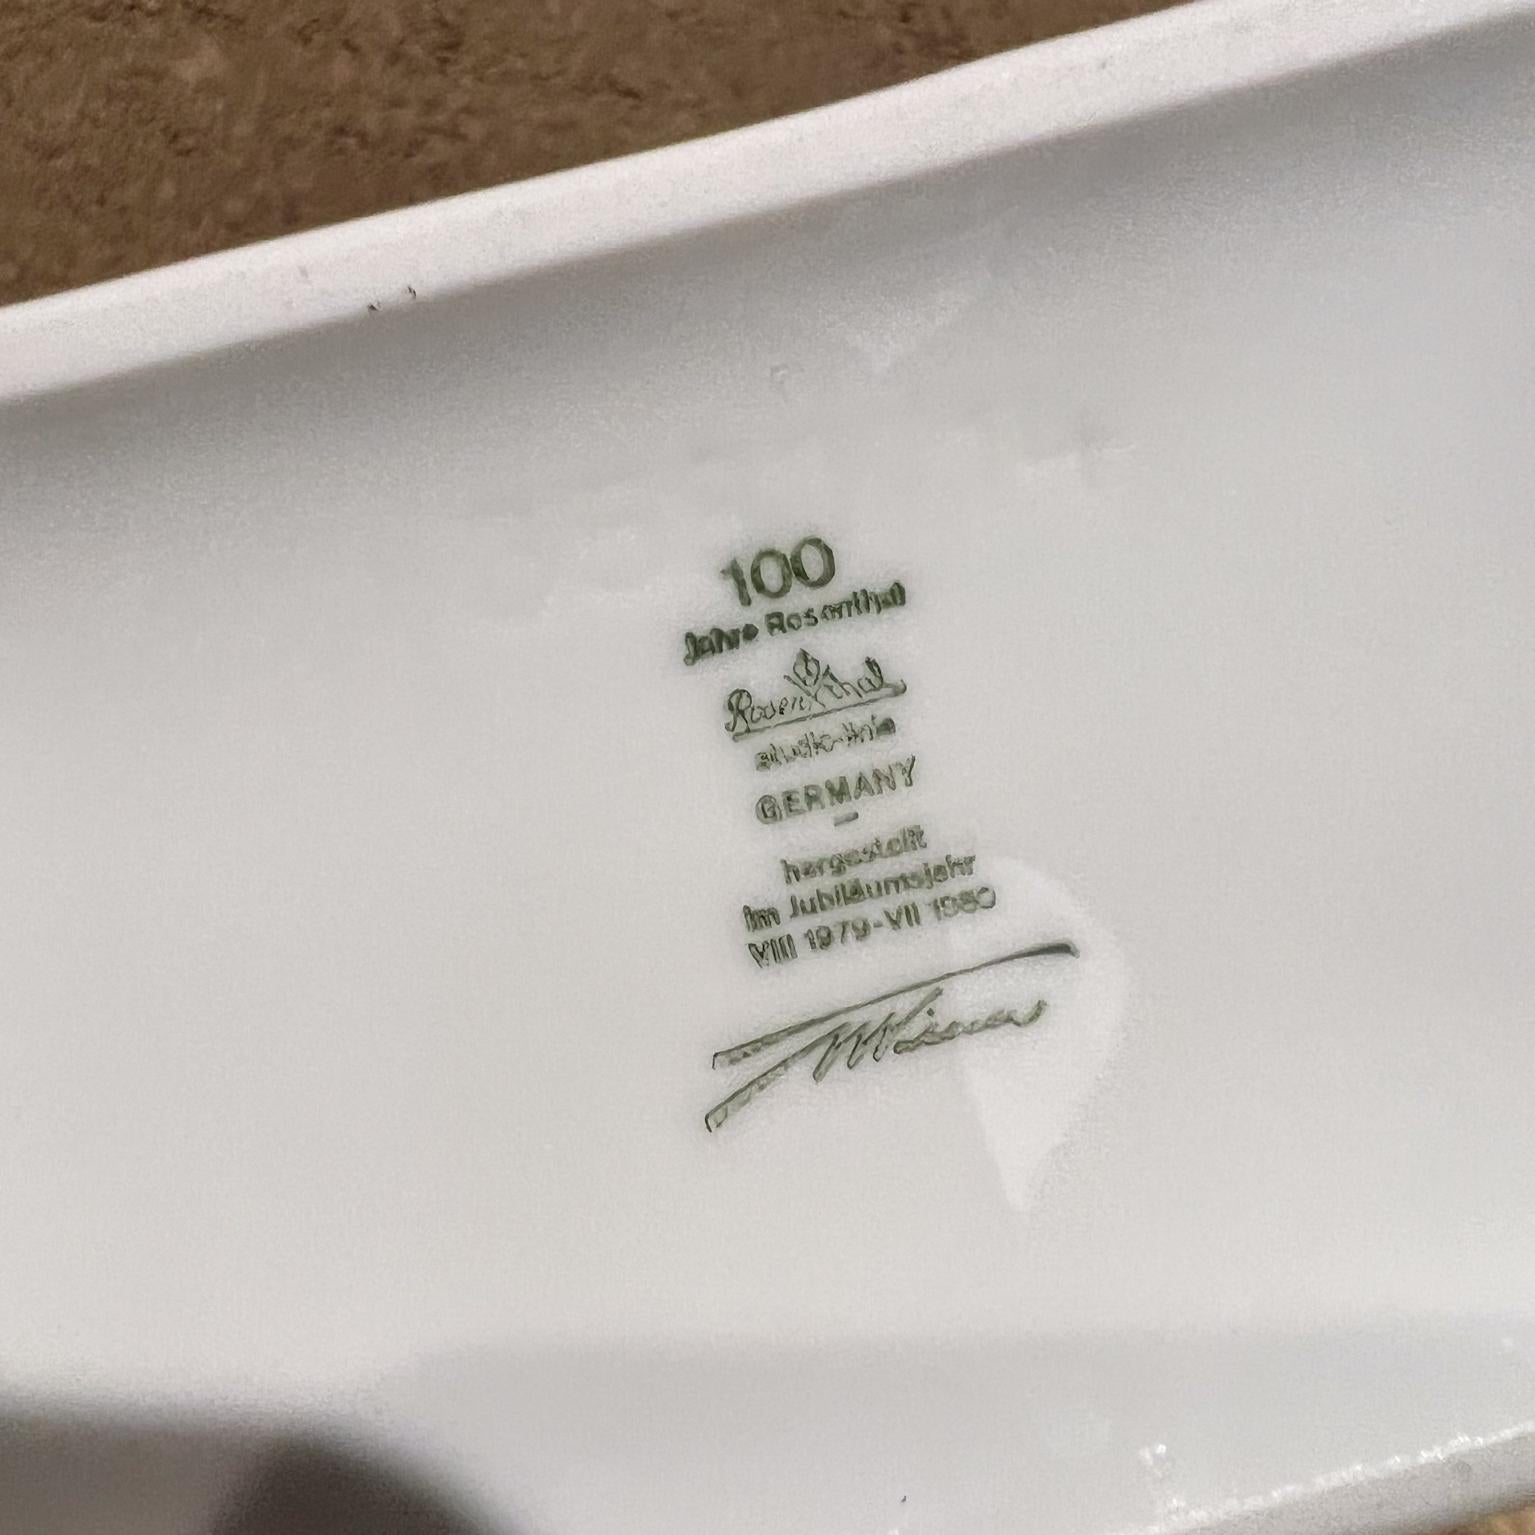 100
Jahre Rosenthal
Rosenthal
studio-linie
GERMANY
hergestellt
im Jubiläumsjahr
VIII 1979-VII 1980